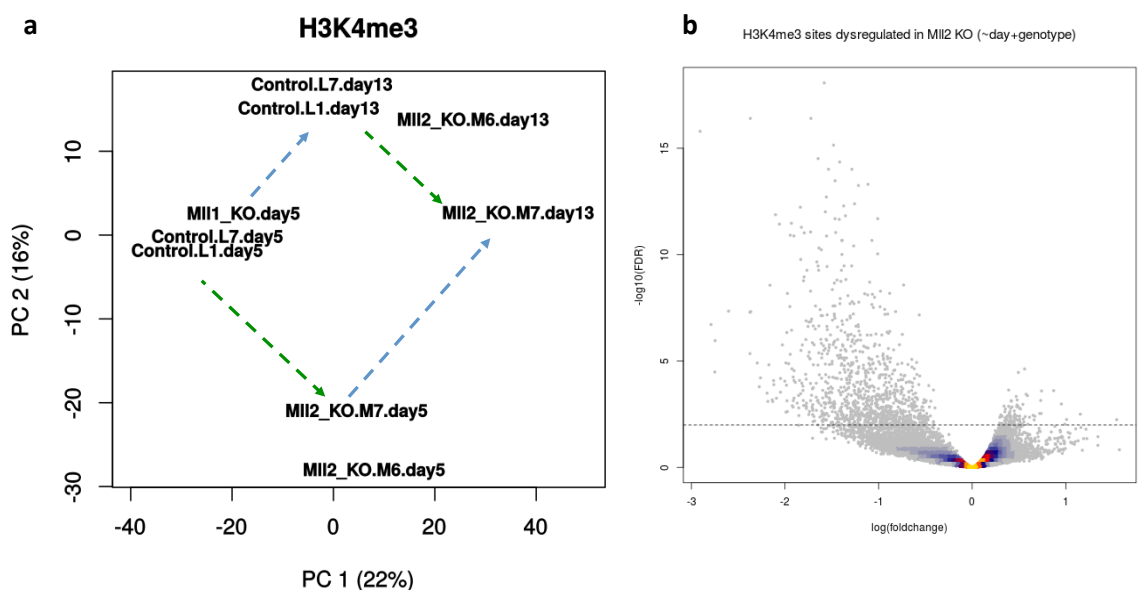 a
H3K4me3
Control.L7.day13
Control.L1.day13
Mll2_KO.M6.day13
Mll1_KO.day5
Mll2_KO.M7.day13
Control.L7.day5
Control.L1.day5
Mll2_KO.M7.day5
Mll2_KO.M6.day5
PC 2 (16%)
10
0
-10
-20
-30
-40 -20 0 20 40
PC 1 (22%)
b
H3K4me3 sites dysregulated in Mll2 KO (~day+genotype)
-log10(FDR)
15
10
5
0
-3 -2 -1 0 1
log(foldchange)